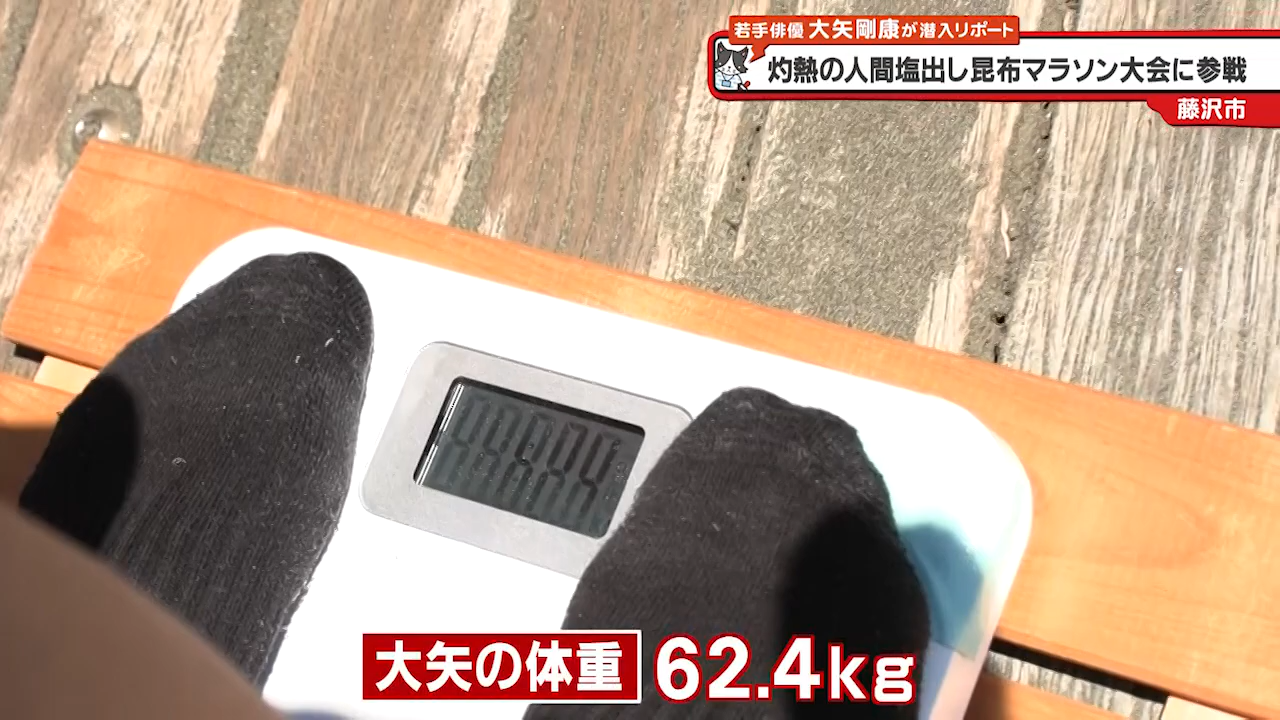 若手俳優 大矢剛康が潜入リポート
灼熱の人間塩出し昆布マラソン大会に参戦
藤沢市
大矢の体重 62.4kg